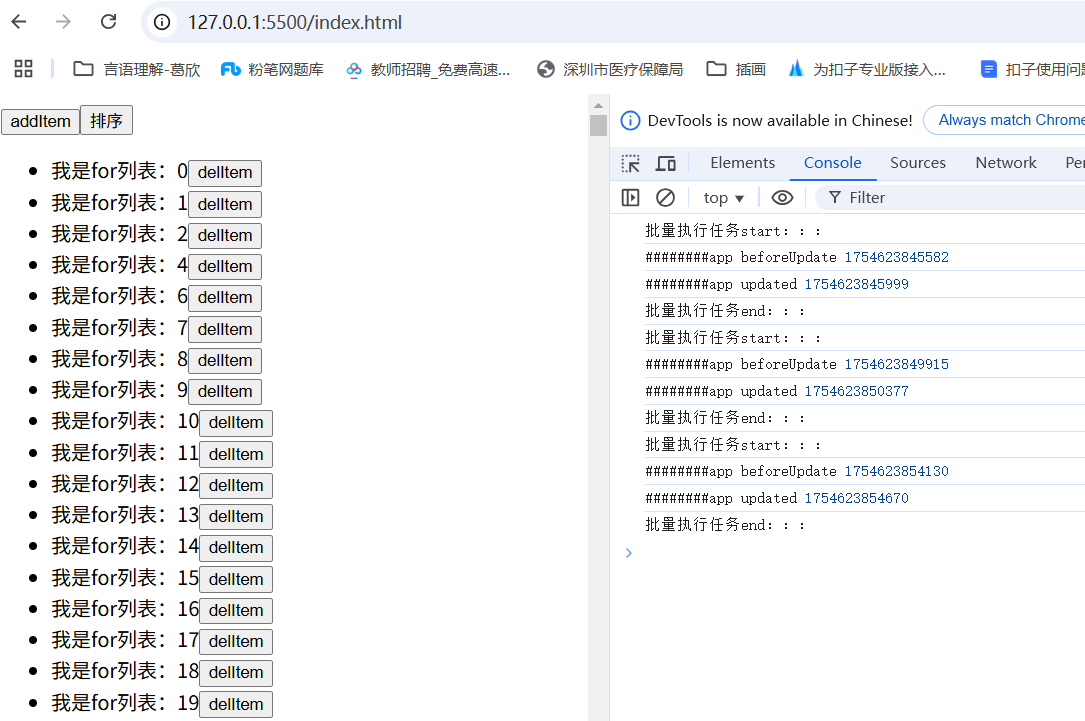 127.0.0.1:5500/index.html
言语理解-葛欣 粉笔网题库 教师招聘_免费高速... 深圳市医疗保障局 插画 为扣子专业版接入... 扣子使用问题
addItem 排序
我是for列表：0 delItem
我是for列表：1 delItem
我是for列表：2 delItem
我是for列表：4 delItem
我是for列表：6 delItem
我是for列表：7 delItem
我是for列表：8 delItem
我是for列表：9 delItem
我是for列表：10 delItem
我是for列表：11 delItem
我是for列表：12 delItem
我是for列表：13 delItem
我是for列表：14 delItem
我是for列表：15 delItem
我是for列表：16 delItem
我是for列表：17 delItem
我是for列表：18 delItem
我是for列表：19 delItem
DevTools is now available in Chinese! Always match Chrome
Elements Console Sources Network Pe
top Filter
批量执行任务start：：：
########app beforeUpdate 1754623845582
########app updated 1754623845999
批量执行任务end：：：
批量执行任务start：：：
########app beforeUpdate 1754623849915
########app updated 1754623850377
批量执行任务end：：：
批量执行任务start：：：
########app beforeUpdate 1754623854130
########app updated 1754623854670
批量执行任务end：：：